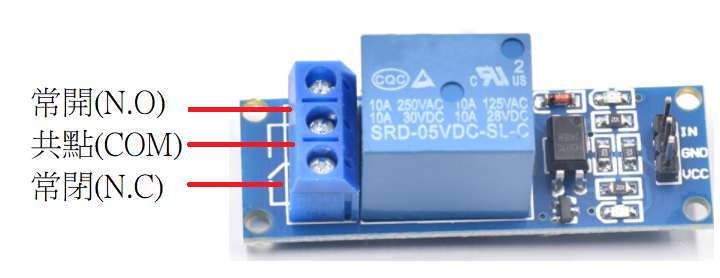 常開(N.O)
共點(COM)
常閉(N.C)
CQC
C US
2
10A 250VAC 10A 125VAC
10A 30VDC 10A 28VDC
SRD-05VDC-SL-C
IN
GND
VCC